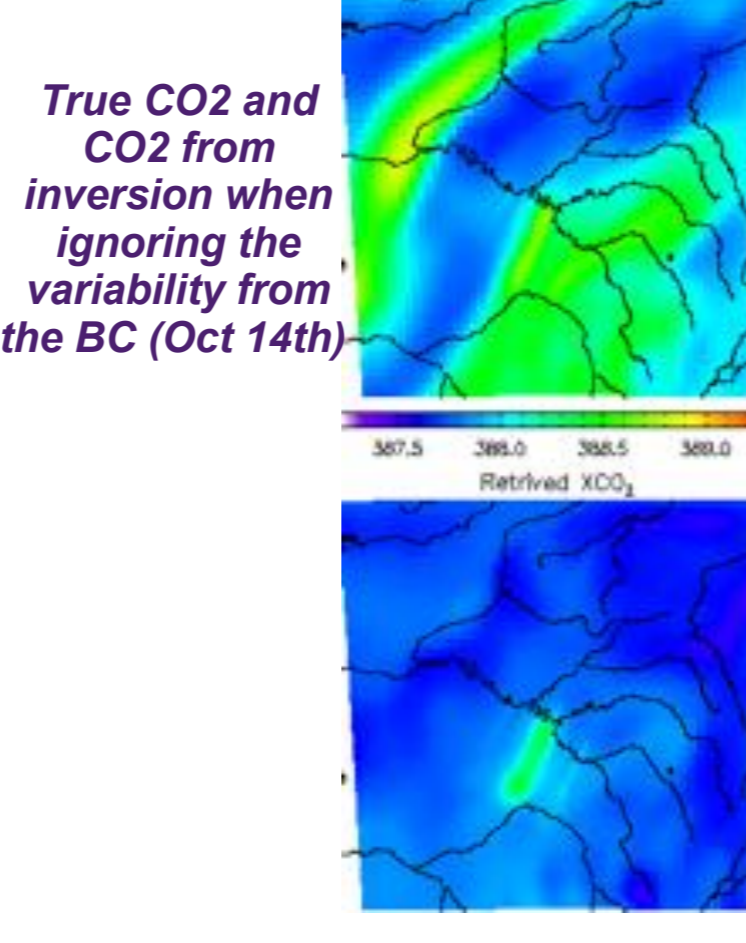 True CO2 and
CO2 from
inversion when
ignoring the
variability from
the BC (Oct 14th)
387.5 388.0 388.5 389.0
Retrived XCO₂